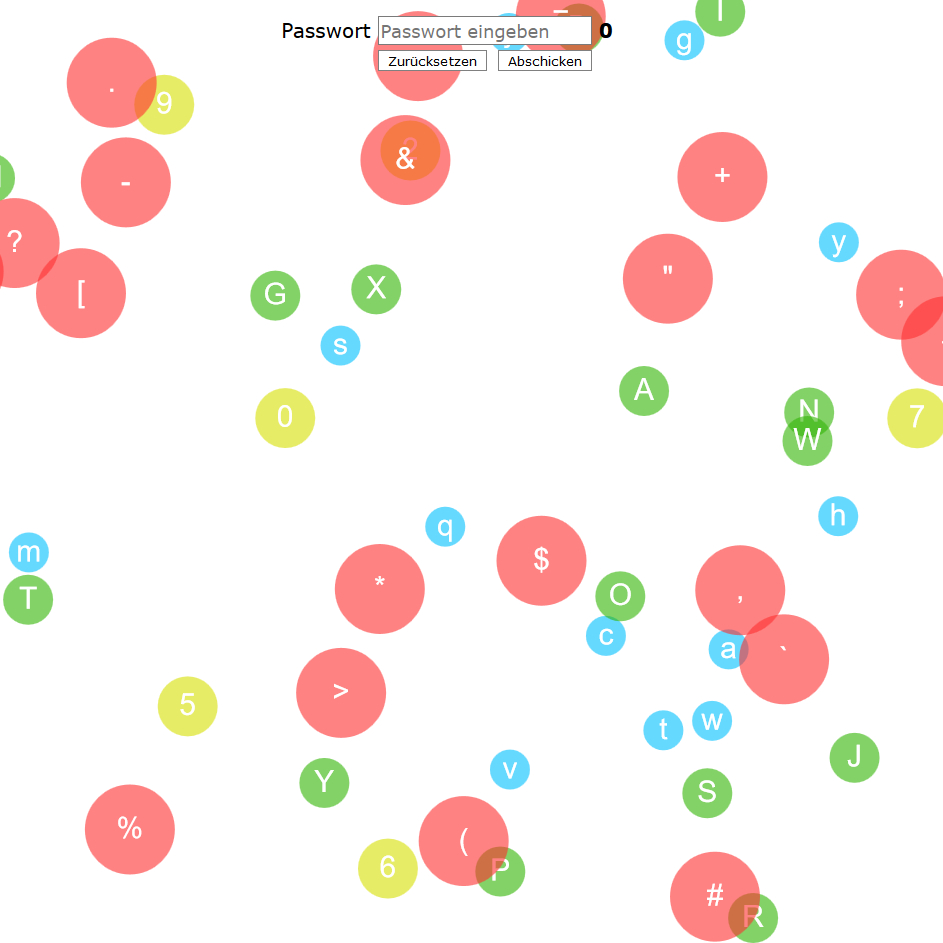 Passwort Passwort eingeben 0
Zurücksetzen Abschicken
g
.
9
&
-
+
?
y
[
"
;
G
X
s
A
0
N
7
W
q
h
m
$
*
T
O
,
c
a
`
>
5
w
t
J
v
Y
S
%
(
6
P
#
R